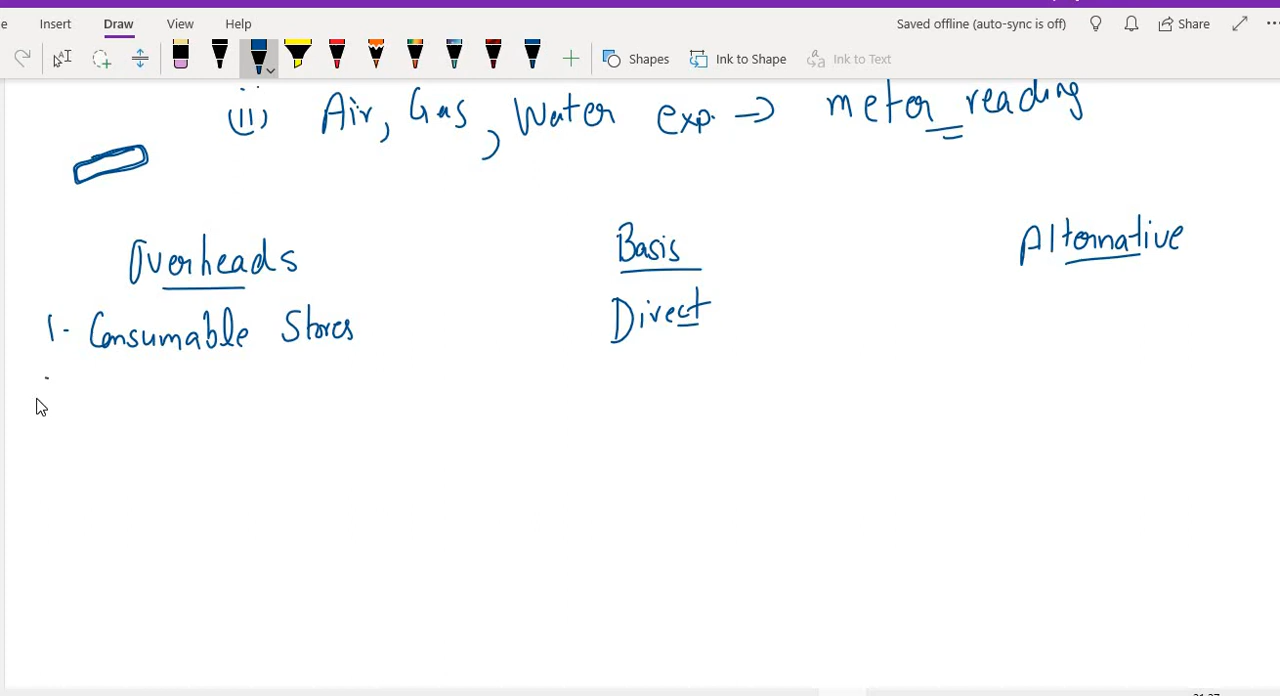 e Insert Draw View Help Saved offline (auto-sync is off) Share
Shapes Ink to Shape Ink to Text
(ii) Air, Gas, Water exp. → meter reading
Overheads Basis Alternative
1. Consumable Stores Direct